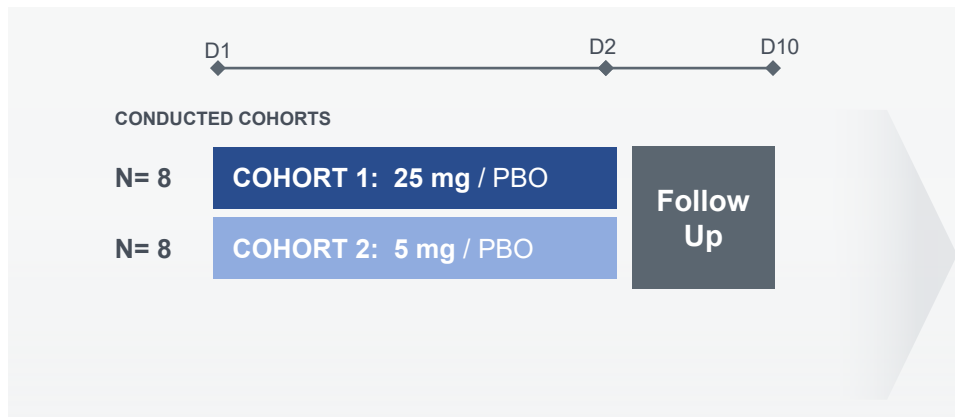 D1 D2 D10
CONDUCTED COHORTS
N= 8 COHORT 1: 25 mg / PBO
N= 8 COHORT 2: 5 mg / PBO
Follow
Up